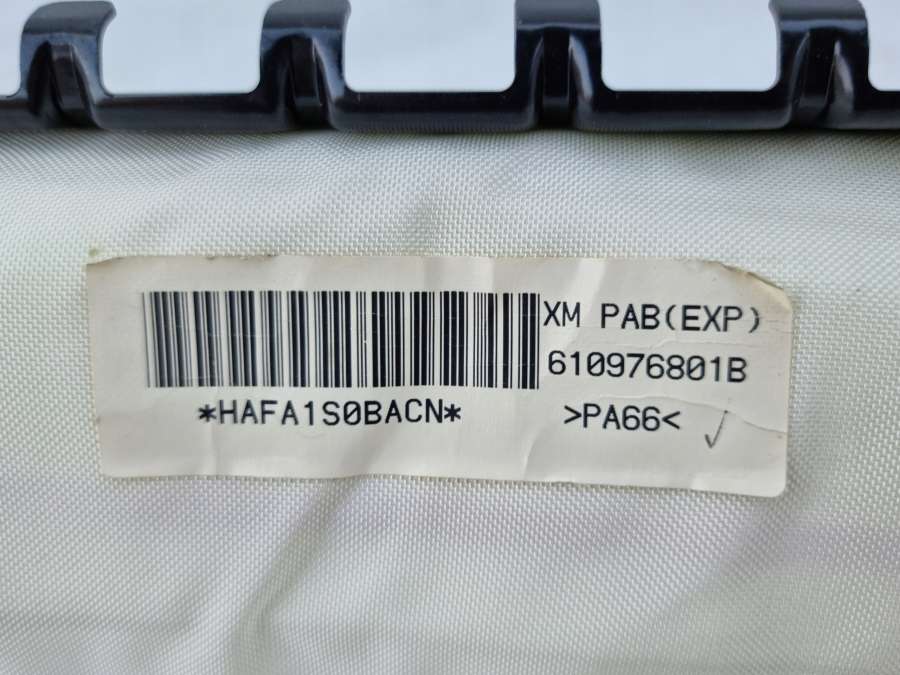 XM PAB(EXP)
610976801B
*HAFA1S0BACN*
>PA66<